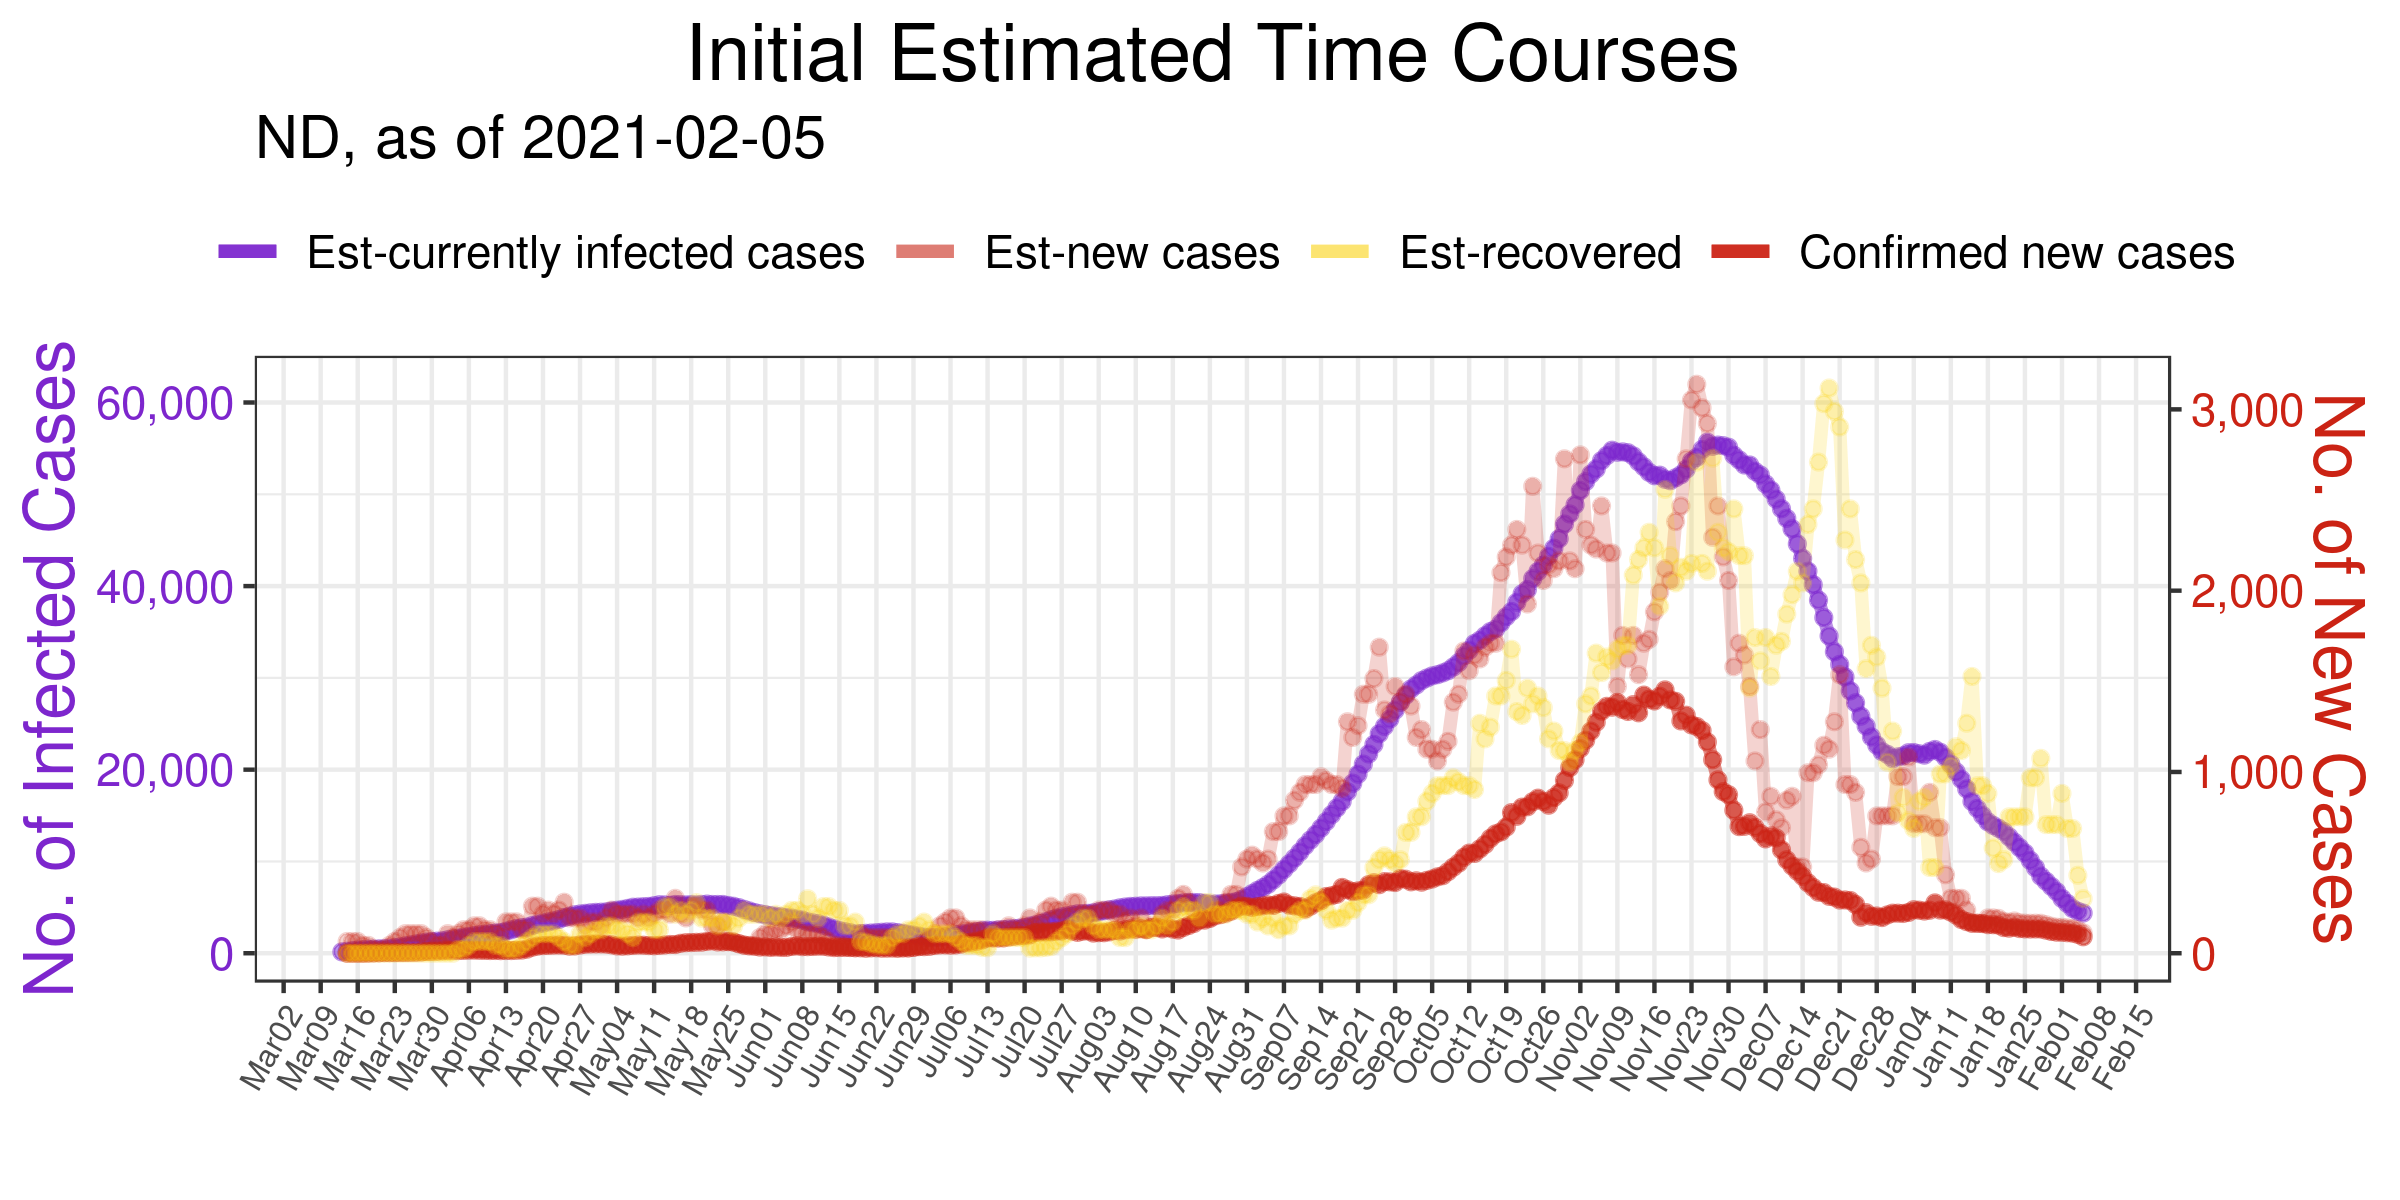 Initial Estimated Time Courses
ND, as of 2021-02-05
Est-currently infected cases Est-new cases Est-recovered Confirmed new cases
No. of Infected Cases
60,000
40,000
20,000
0
3,000
2,000
1,000
0
No. of New Cases
Mar02 Mar09 Mar16 Mar23 Mar30 Apr06 Apr13 Apr20 Apr27 May04 May11 May18 May25 Jun01 Jun08 Jun15 Jun22 Jun29 Jul06 Jul13 Jul20 Jul27 Aug03 Aug10 Aug17 Aug24 Aug31 Sep07 Sep14 Sep21 Sep28 Oct05 Oct12 Oct19 Oct26 Nov02 Nov09 Nov16 Nov23 Nov30 Dec07 Dec14 Dec21 Dec28 Jan04 Jan11 Jan18 Jan25 Feb01 Feb08 Feb15